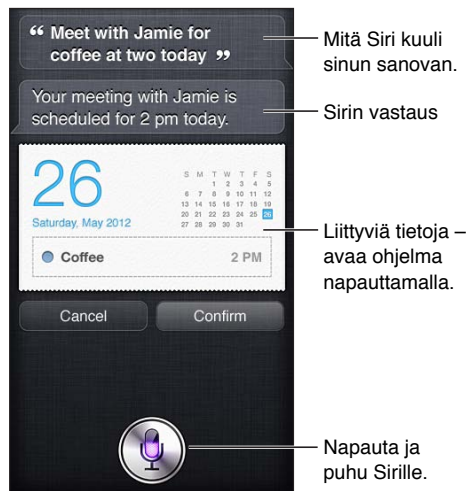 “ Meet with Jamie for
coffee at two today ”
Mitä Siri kuuli
sinun sanovan.
Your meeting with Jamie is
scheduled for 2 pm today.
Sirin vastaus
26
Saturday, May 2012
S M T W T F S
1 2 3 4 5
6 7 8 9 10 11 12
13 14 15 16 17 18 19
20 21 22 23 24 25 26
27 28 29 30 31
Liittyviä tietoja –
avaa ohjelma
napauttamalla.
Coffee 2 PM
Cancel Confirm
Napauta ja
puhu Sirille.